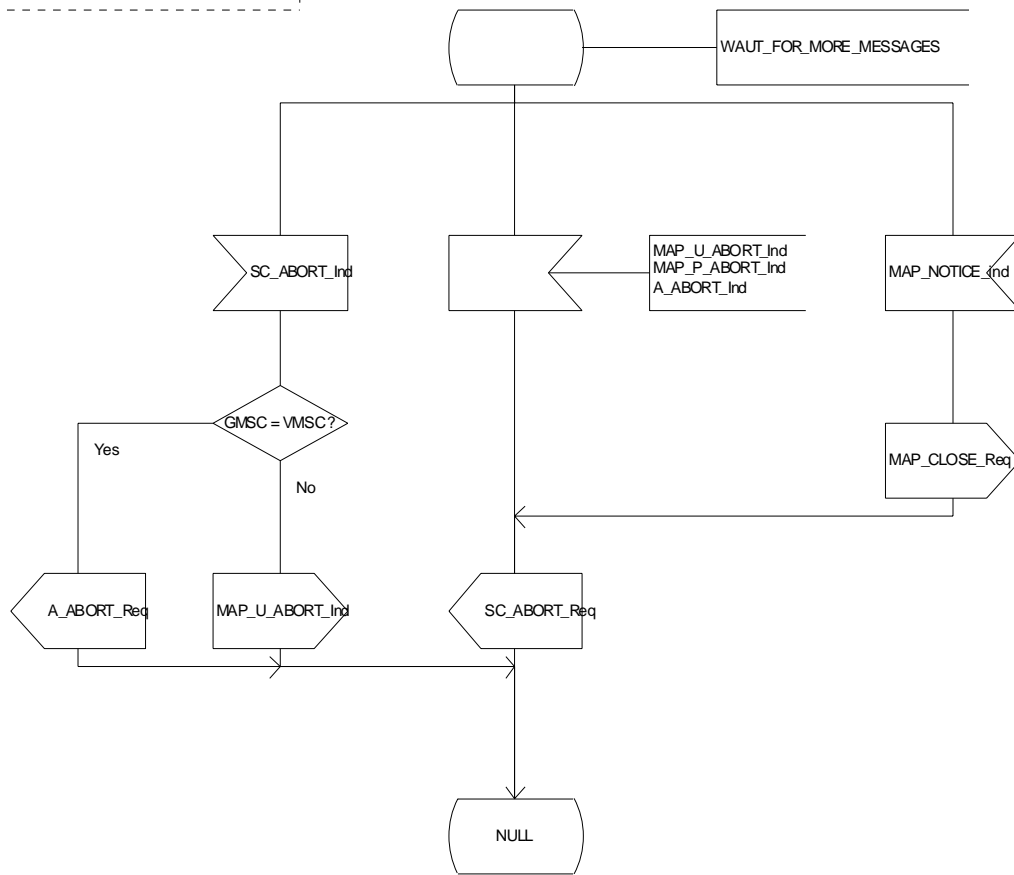 WAUT_FOR_MORE_MESSAGES
SC_ABORT_Ind
MAP_U_ABORT_Ind
MAP_P_ABORT_Ind
A_ABORT_Ind
MAP_NOTICE_Ind
GMSC = VMSC?
Yes
No
MAP_CLOSE_Req
A_ABORT_Req
MAP_U_ABORT_Ind
SC_ABORT_Req
NULL